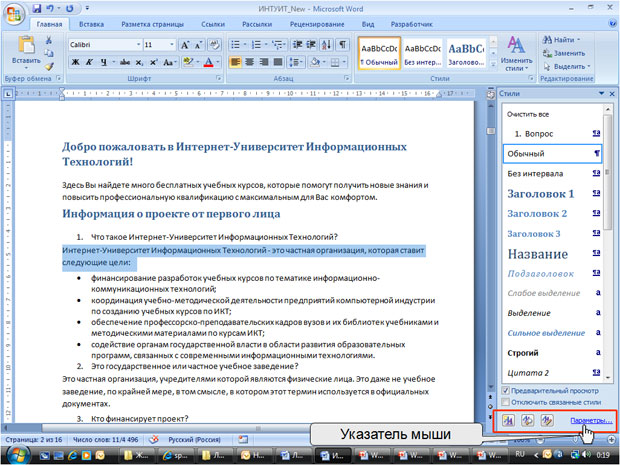 ИНТУИТ_New - Microsoft Word
Главная Вставка Разметка страницы Ссылки Рассылки Рецензирование Вид Разработчик
Calibri 11
Вставить
Ж К Ч
AaBbCcDc AaBbCcDc AaBbC
¶ Обычный Без интер... Заголово...
Изменить стили
Найти
Заменить
Выделить
Буфер обмена Шрифт Абзац Стили Редактирование
Добро пожаловать в Интернет-Университет Информационных
Технологий!
Здесь Вы найдете много бесплатных учебных курсов, которые помогут получить новые знания и
повысить профессиональную квалификацию с максимальным для Вас комфортом.
Информация о проекте от первого лица
1. Что такое Интернет-Университет Информационных Технологий?
Интернет-Университет Информационных Технологий - это частная организация, которая ставит
следующие цели:
• финансирование разработок учебных курсов по тематике информационно-
коммуникационных технологий;
• координация учебно-методической деятельности предприятий компьютерной индустрии
по созданию учебных курсов по ИКТ;
• обеспечение профессорско-преподавательских кадров вузов и их библиотек учебниками и
методическими материалами по курсам ИКТ;
• содействие органам государственной власти в области развития образовательных
программ, связанных с современными информационными технологиями.
2. Это государственное или частное учебное заведение?
Это частная организация, учредителями которой являются физические лица. Это даже не учебное
заведение, по крайней мере, в том смысле, в котором этот термин используется в официальных
документах.
3. Кто финансирует проект?
Стили
Очистить все
1. Вопрос
Обычный
Без интервала
Заголовок 1
Заголовок 2
Заголовок 3
Название
Подзаголовок
Слабое выделение
Выделение
Сильное выделение
Строгий
Цитата 2
Предварительный просмотр
Отключить связанные стили
Параметры...
Указатель мыши
Страница: 2 из 16 Число слов: 11/4 496 Русский (Россия) 100%
RU 0:19